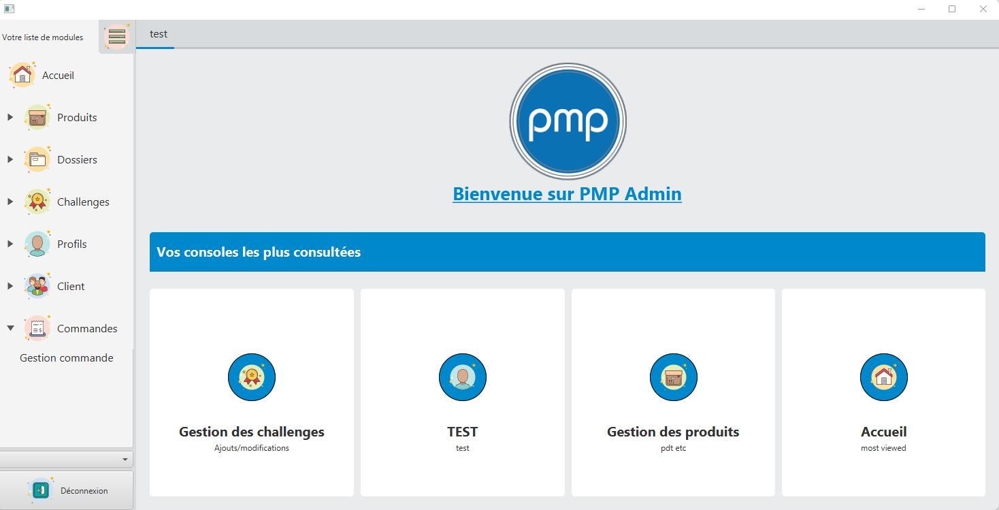 Votre liste de modules
test
Accueil
Produits
Dossiers
Challenges
Profils
Client
Commandes
Gestion commande
Déconnexion
pmp
Bienvenue sur PMP Admin
Vos consoles les plus consultées
Gestion des challenges
Ajouts/modifications
TEST
test
Gestion des produits
pdt etc
Accueil
most viewed